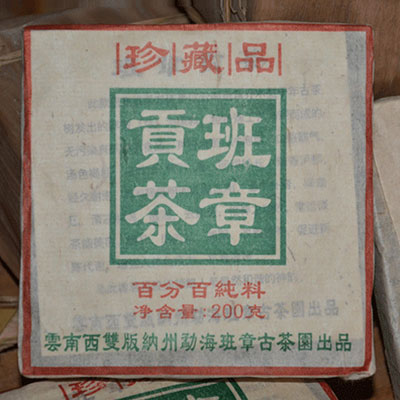 珍藏品
班章
貢茶
百分百純料
净含量:200克
雲南西雙版納州勐海班章古茶園出品